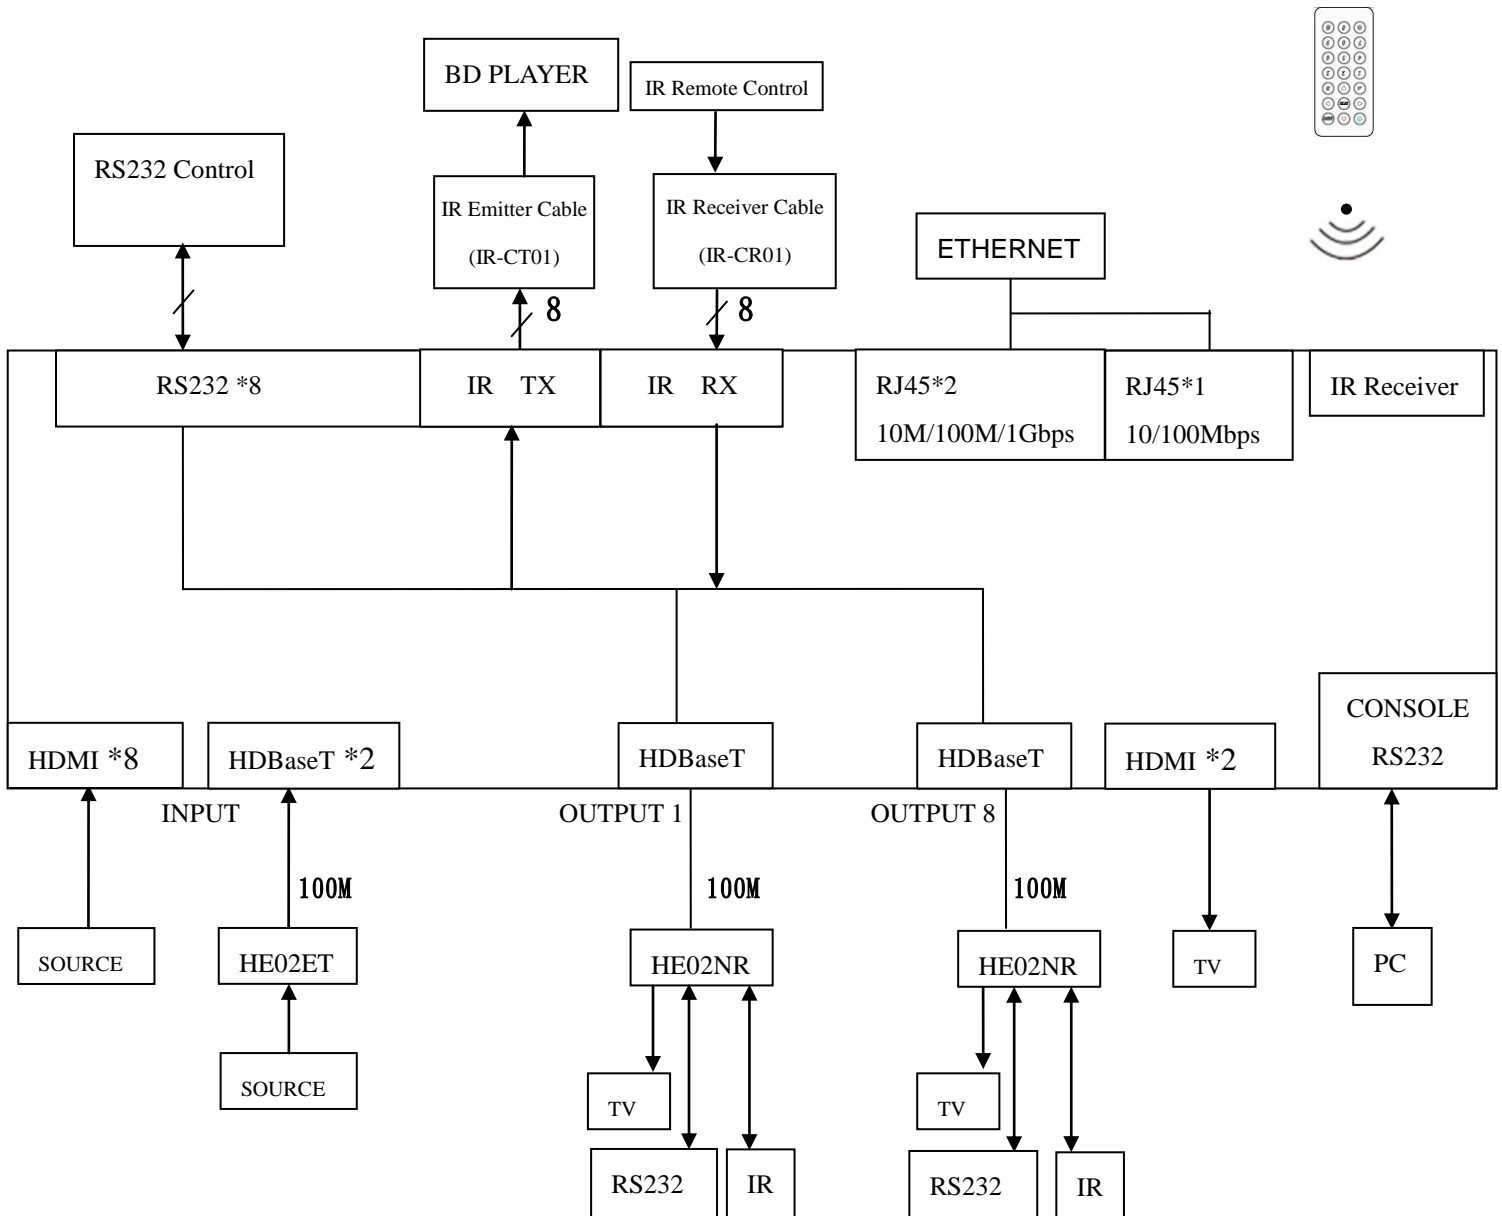 BD PLAYER
IR Remote Control
RS232 Control
IR Emitter Cable
(IR-CT01)
IR Receiver Cable
(IR-CR01)
ETHERNET
8
8
RS232 *8
IR TX
IR RX
RJ45*2
10M/100M/1Gbps
RJ45*1
10/100Mbps
IR Receiver
CONSOLE
RS232
HDMI *8
HDBaseT *2
HDBaseT
HDBaseT
HDMI *2
INPUT
OUTPUT 1
OUTPUT 8
100M
100M
100M
SOURCE
HE02ET
HE02NR
HE02NR
TV
PC
SOURCE
TV
TV
RS232
IR
RS232
IR